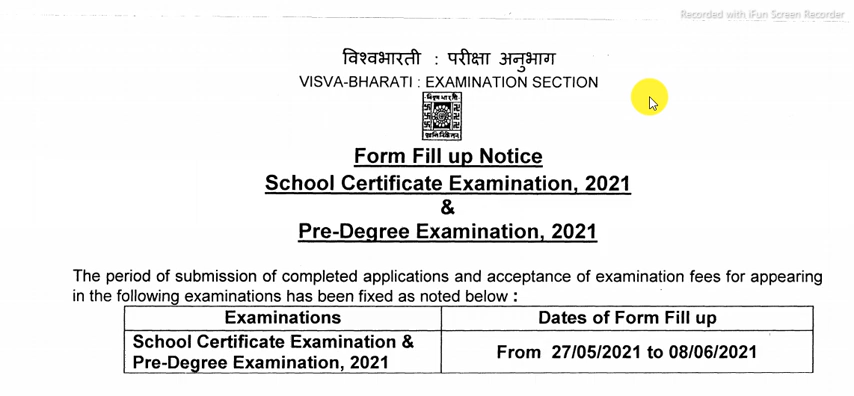 Recorded with iFun Screen Recorder
विश्वभारती : परीक्षा अनुभाग
VISVA-BHARATI : EXAMINATION SECTION
Form Fill up Notice
School Certificate Examination, 2021
&
Pre-Degree Examination, 2021
The period of submission of completed applications and acceptance of examination fees for appearing
in the following examinations has been fixed as noted below :
Examinations Dates of Form Fill up
School Certificate Examination &
Pre-Degree Examination, 2021
From 27/05/2021 to 08/06/2021